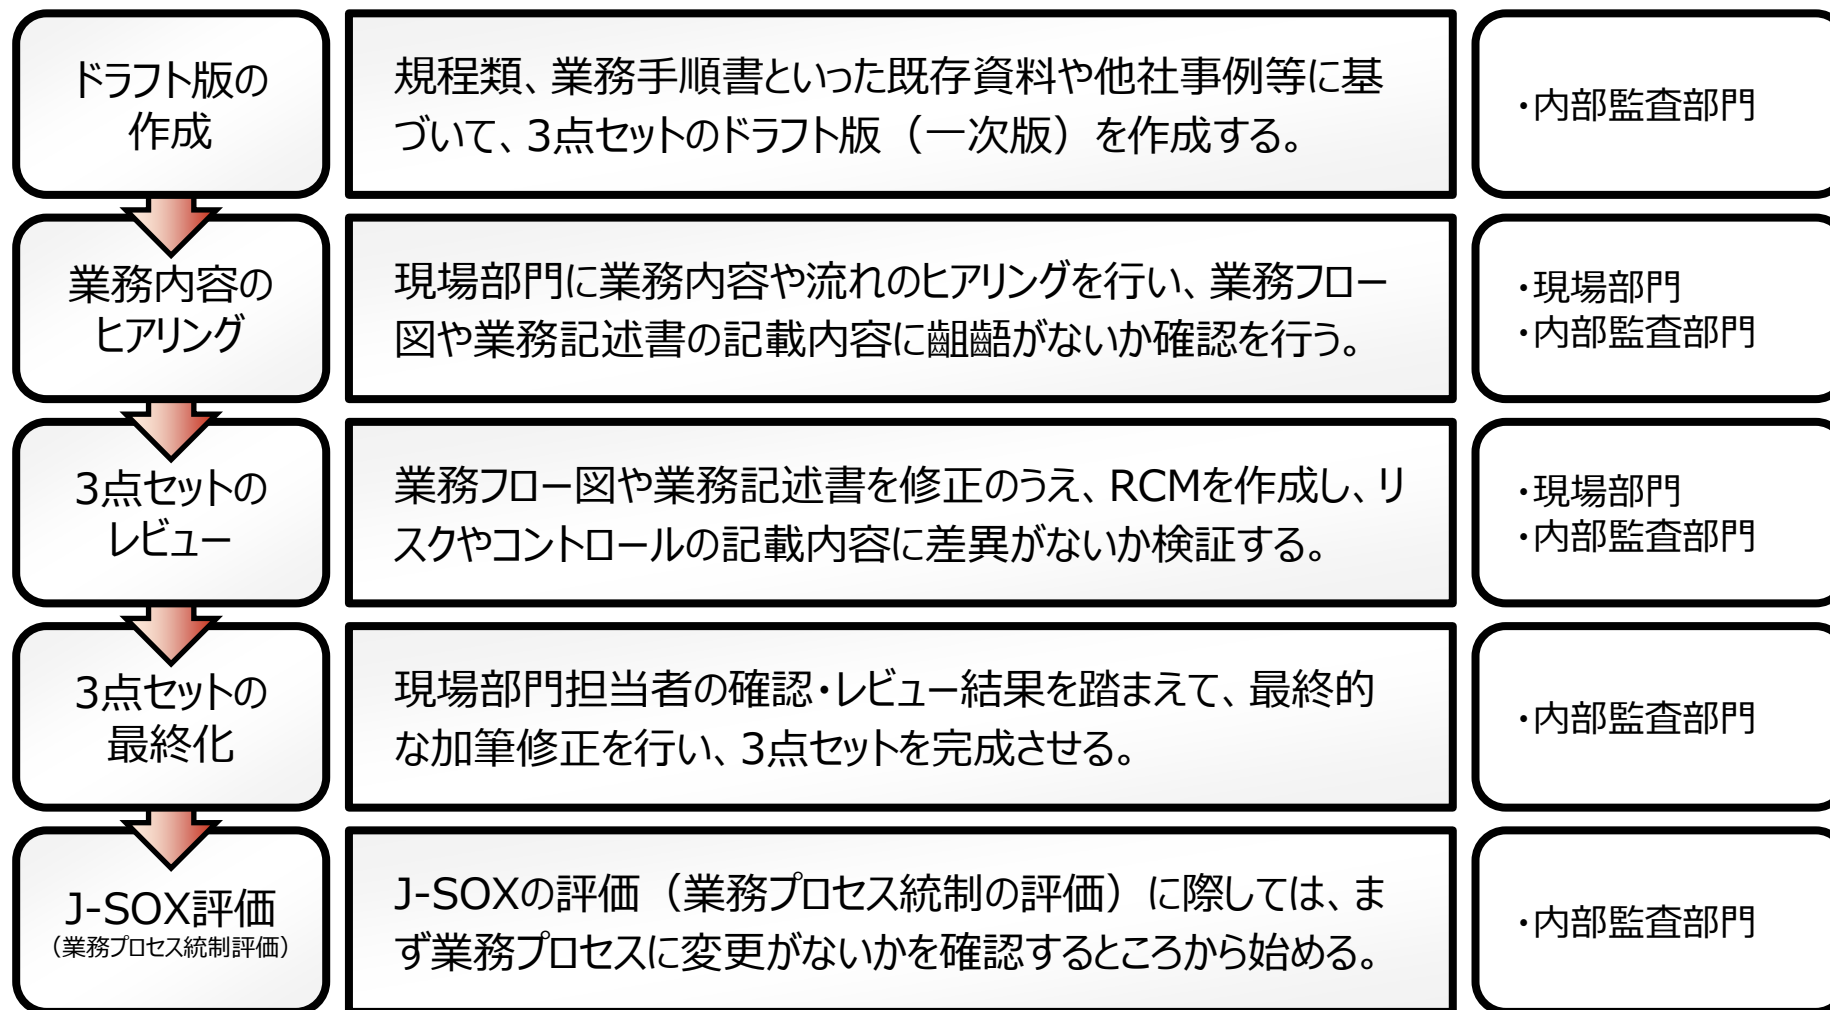 ドラフト版の
作成
規程類、業務手順書といった既存資料や他社事例等に基
づいて、3点セットのドラフト版（一次版）を作成する。
・内部監査部門
業務内容の
ヒアリング
現場部門に業務内容や流れのヒアリングを行い、業務フロー
図や業務記述書の記載内容に齟齬がないか確認を行う。
・現場部門
・内部監査部門
3点セットの
レビュー
業務フロー図や業務記述書を修正のうえ、RCMを作成し、リ
スクやコントロールの記載内容に差異がないか検証する。
・現場部門
・内部監査部門
3点セットの
最終化
現場部門担当者の確認・レビュー結果を踏まえて、最終的
な加筆修正を行い、3点セットを完成させる。
・内部監査部門
J-SOX評価
（業務プロセス統制評価）
J-SOXの評価（業務プロセス統制の評価）に際しては、ま
ず業務プロセスに変更がないかを確認するところから始める。
・内部監査部門